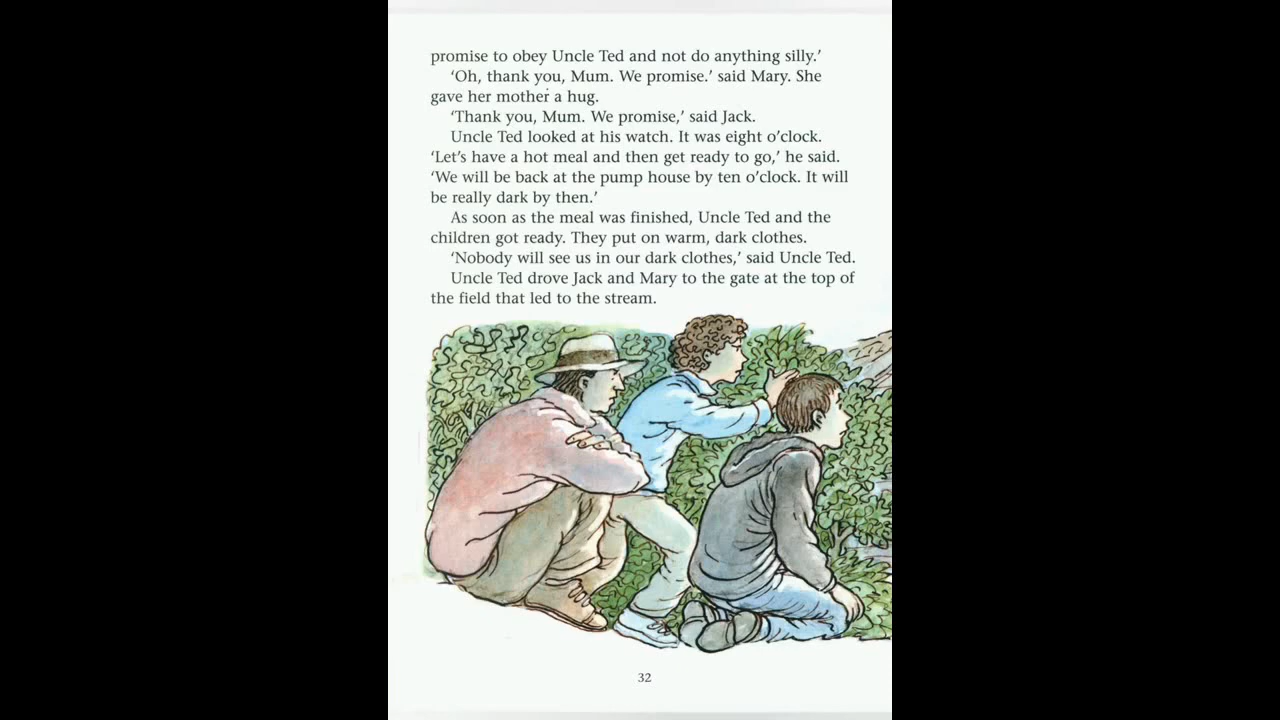 promise to obey Uncle Ted and not do anything silly.’
‘Oh, thank you, Mum. We promise.’ said Mary. She
gave her mother a hug.
‘Thank you, Mum. We promise,’ said Jack.
Uncle Ted looked at his watch. It was eight o’clock.
‘Let’s have a hot meal and then get ready to go,’ he said.
‘We will be back at the pump house by ten o’clock. It will
be really dark by then.’
As soon as the meal was finished, Uncle Ted and the
children got ready. They put on warm, dark clothes.
‘Nobody will see us in our dark clothes,’ said Uncle Ted.
Uncle Ted drove Jack and Mary to the gate at the top of
the field that led to the stream.
32